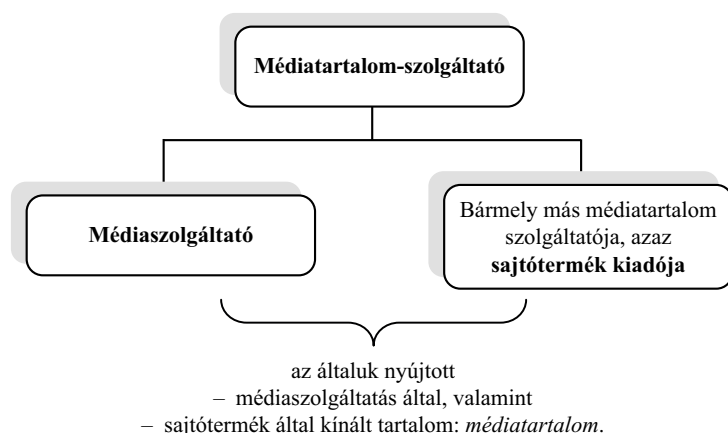 Médiatartalom-szolgáltató
Médiaszolgáltató
Bármely más médiatartalom
szolgáltatója, azaz
sajtótermék kiadója
az általuk nyújtott
– médiaszolgáltatás által, valamint
– sajtótermék által kínált tartalom: médiatartalom.